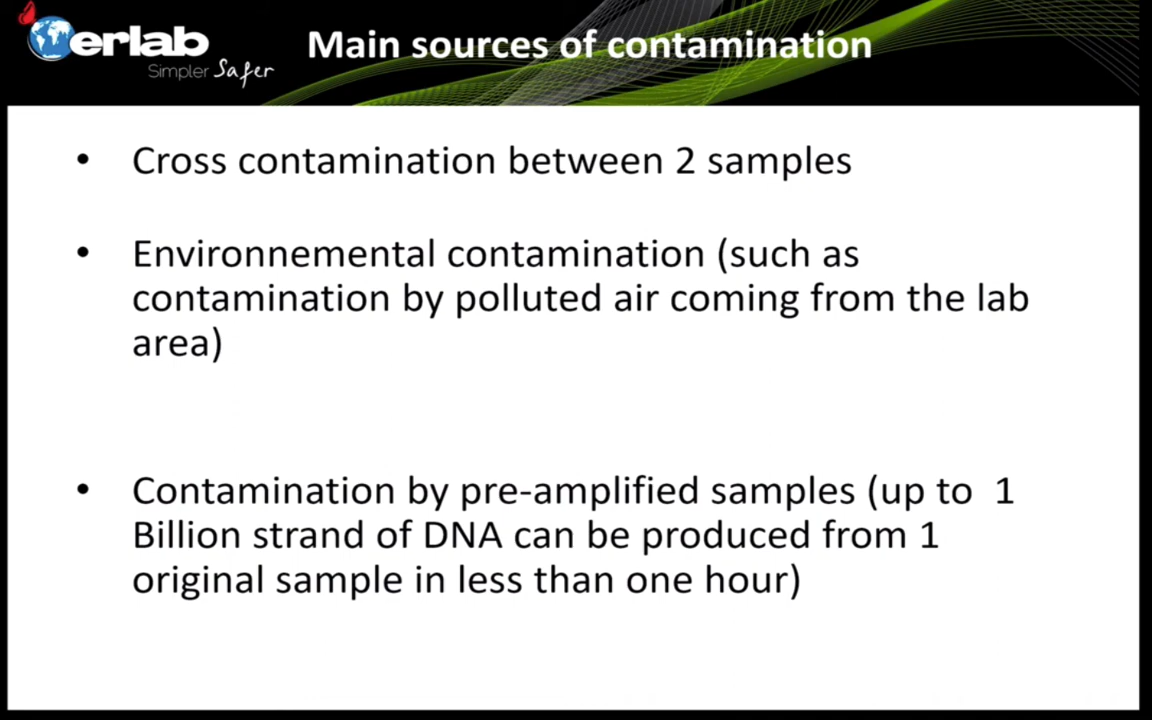 erlab
Simpler Safer
Main sources of contamination
• Cross contamination between 2 samples
• Environnemental contamination (such as
contamination by polluted air coming from the lab
area)
• Contamination by pre-amplified samples (up to 1
Billion strand of DNA can be produced from 1
original sample in less than one hour)